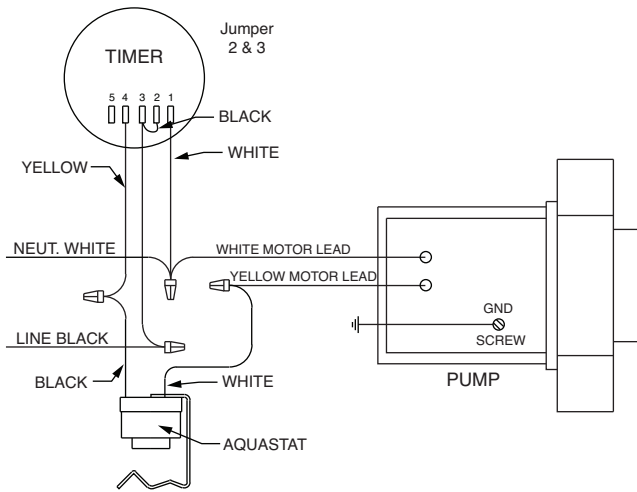 Jumper
2 & 3
TIMER
5 4 3 2 1
BLACK
WHITE
YELLOW
NEUT. WHITE
WHITE MOTOR LEAD
YELLOW MOTOR LEAD
GND
SCREW
LINE BLACK
PUMP
BLACK
WHITE
AQUASTAT